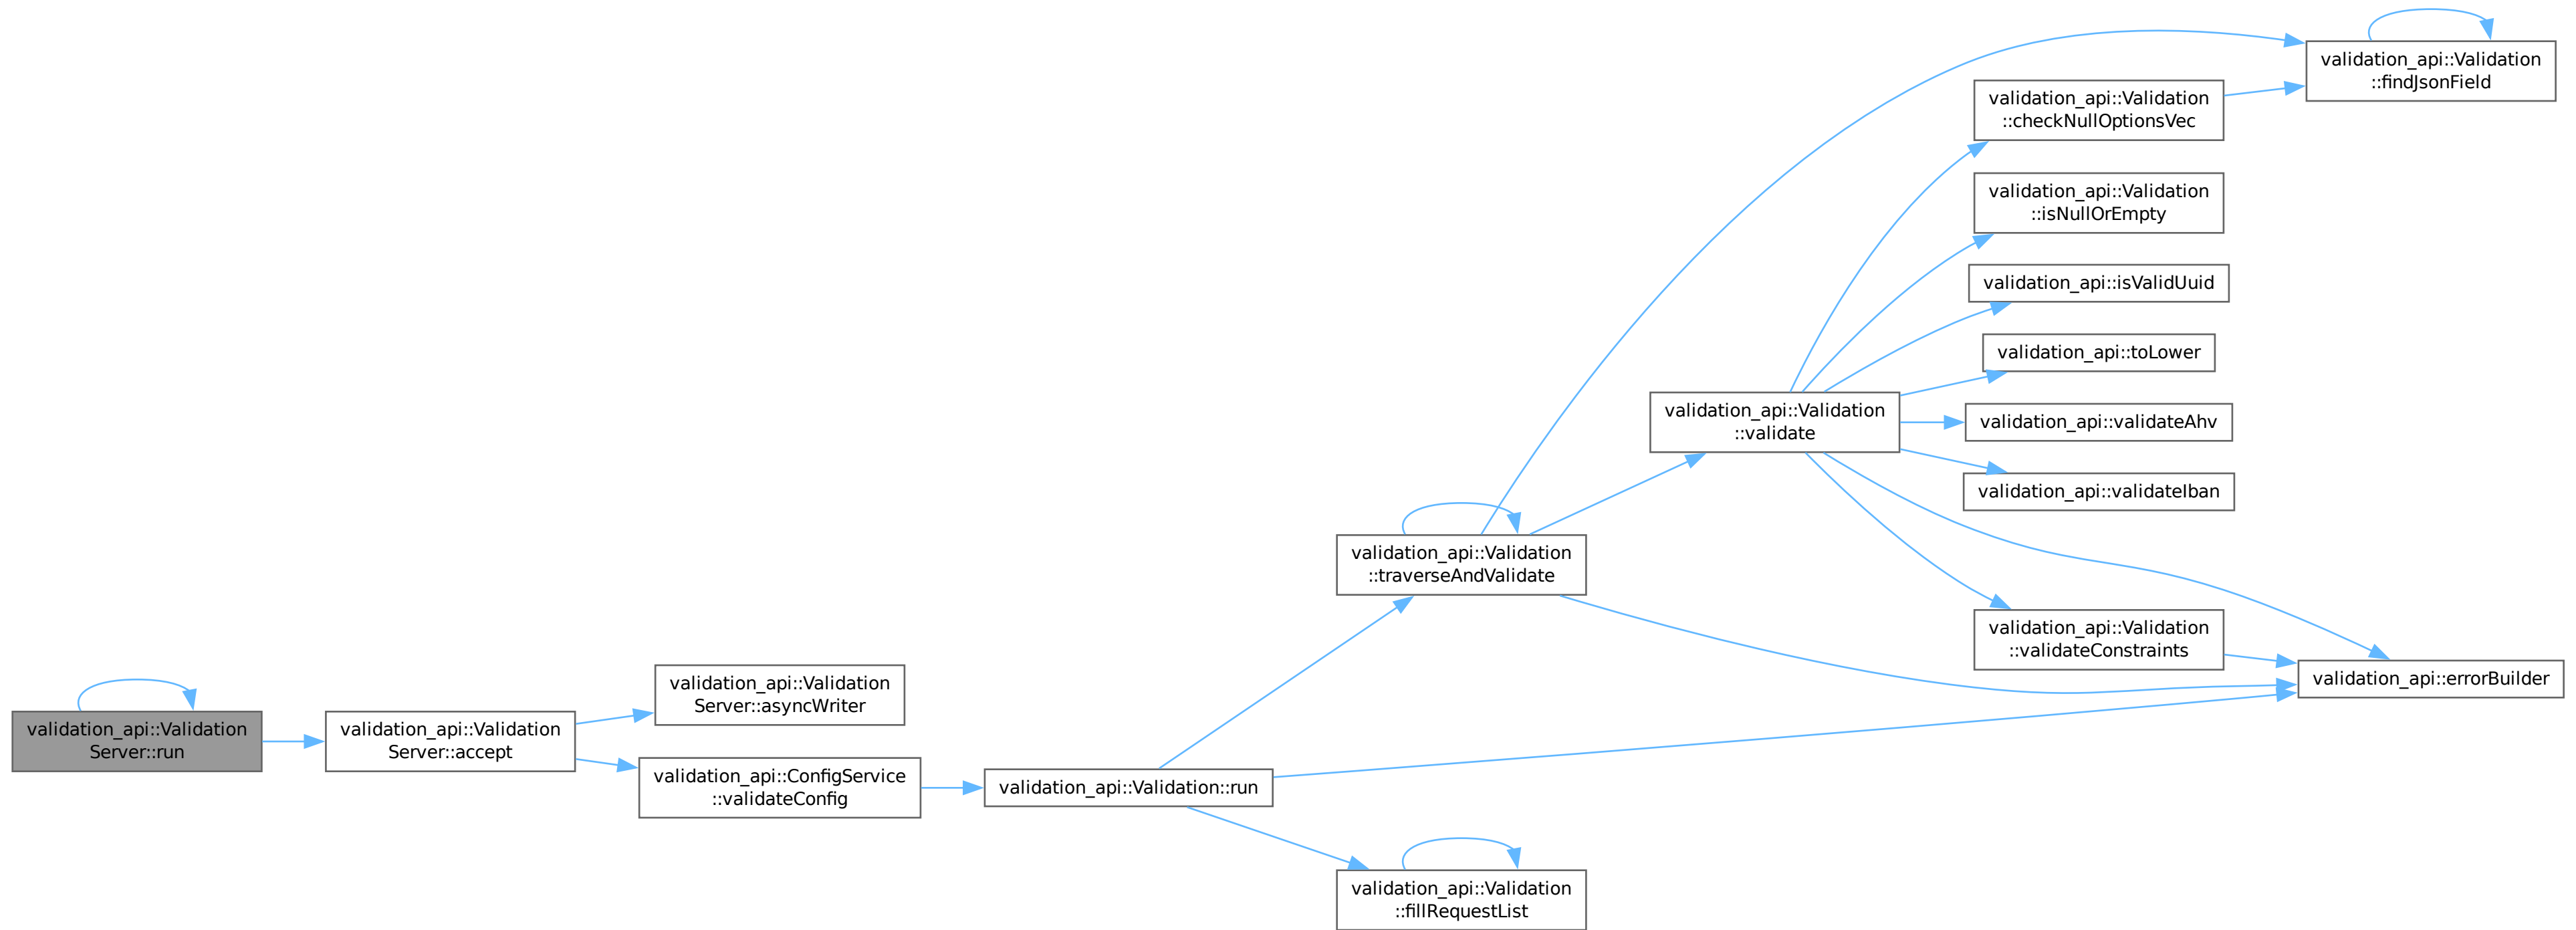 validation_api::Validation
Server::run
validation_api::Validation
Server::accept
validation_api::Validation
Server::asyncWriter
validation_api::ConfigService
::validateConfig
validation_api::Validation::run
validation_api::Validation
::traverseAndValidate
validation_api::Validation
::fillRequestList
validation_api::Validation
::validate
validation_api::Validation
::checkNullOptionsVec
validation_api::Validation
::isNullOrEmpty
validation_api::isValidUuid
validation_api::toLower
validation_api::validateAhv
validation_api::validateIban
validation_api::Validation
::validateConstraints
validation_api::Validation
::findJsonField
validation_api::errorBuilder